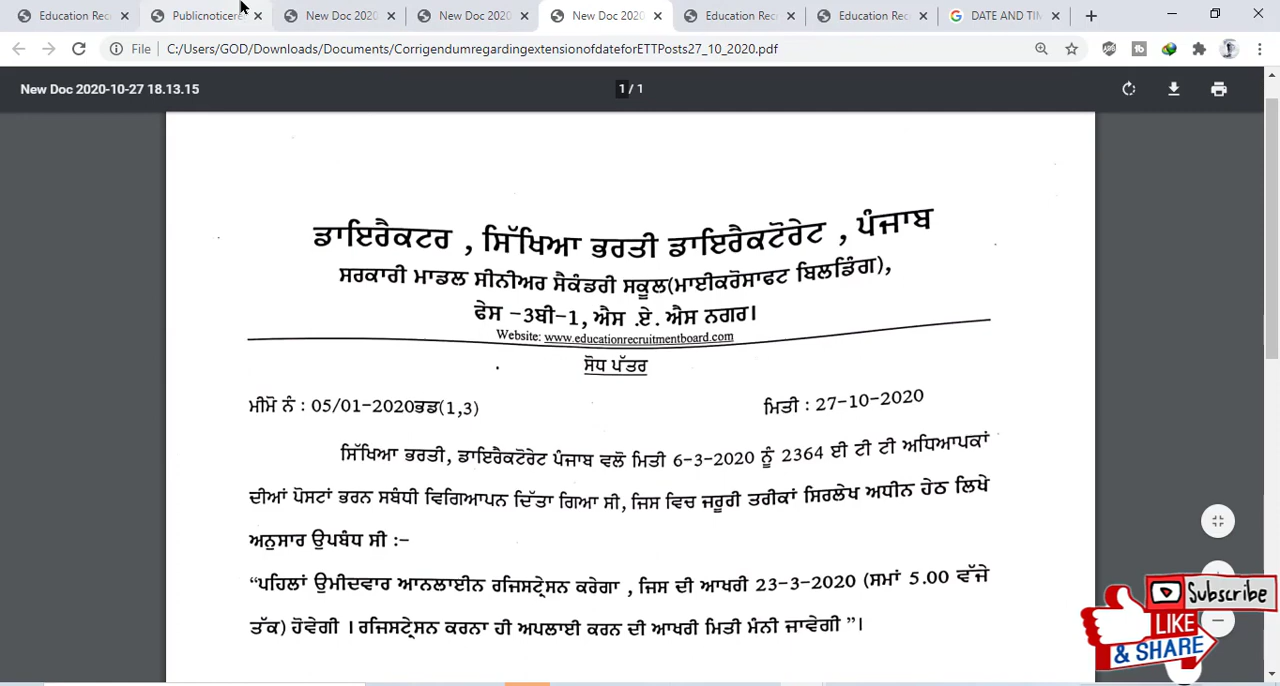 Education Rec
Publicnoticere
New Doc 2020
New Doc 2020
New Doc 2020
Education Rec
Education Rec
DATE AND TIM
File
C:/Users/GOD/Downloads/Documents/CorrigendumregardingextensionofdateforETTPosts27_10_2020.pdf
New Doc 2020-10-27 18.13.15
1 / 1
ਡਾਇਰੈਕਟਰ , ਸਿੱਖਿਆ ਭਰਤੀ ਡਾਇਰੈਕਟੋਰੇਟ , ਪੰਜਾਬ
ਸਰਕਾਰੀ ਮਾਡਲ ਸੀਨੀਅਰ ਸੈਕੰਡਰੀ ਸਕੂਲ(ਮਾਈਕਰੋਸਾਫਟ ਬਿਲਡਿੰਗ),
ਫੇਸ -3ਬੀ-1, ਐਸ .ਏ. ਐਸ ਨਗਰ।
Website: www.educationrecruitmentboard.com
ਸੋਧ ਪੱਤਰ
ਮੀਮੋ ਨੰ : 05/01-2020ਭਡ(1,3)
ਮਿਤੀ : 27-10-2020
ਸਿੱਖਿਆ ਭਰਤੀ, ਡਾਇਰੈਕਟੋਰੇਟ ਪੰਜਾਬ ਵਲੋ ਮਿਤੀ 6-3-2020 ਨੂੰ 2364 ਈ ਟੀ ਟੀ ਅਧਿਆਪਕਾਂ
ਦੀਆਂ ਪੋਸਟਾਂ ਭਰਨ ਸਬੰਧੀ ਵਿਗਿਆਪਨ ਦਿੱਤਾ ਗਿਆ ਸੀ, ਜਿਸ ਵਿਚ ਜਰੂਰੀ ਤਰੀਕਾਂ ਸਿਰਲੇਖ ਅਧੀਨ ਹੇਠ ਲਿਖੇ
ਅਨੁਸਾਰ ਉਪਬੰਧ ਸੀ :-
“ਪਹਿਲਾਂ ਉਮੀਦਵਾਰ ਆਨਲਾਈਨ ਰਜਿਸਟ੍ਰੇਸਨ ਕਰੇਗਾ , ਜਿਸ ਦੀ ਆਖਰੀ 23-3-2020 (ਸਮਾਂ 5.00 ਵੱਜੇ
ਤੱਕ) ਹੋਵੇਗੀ । ਰਜਿਸਟ੍ਰੇਸਨ ਕਰਨਾ ਹੀ ਅਪਲਾਈ ਕਰਨ ਦੀ ਆਖਰੀ ਮਿਤੀ ਮੰਨੀ ਜਾਵੇਗੀ ”।
Subscribe
LIKE
& SHARE